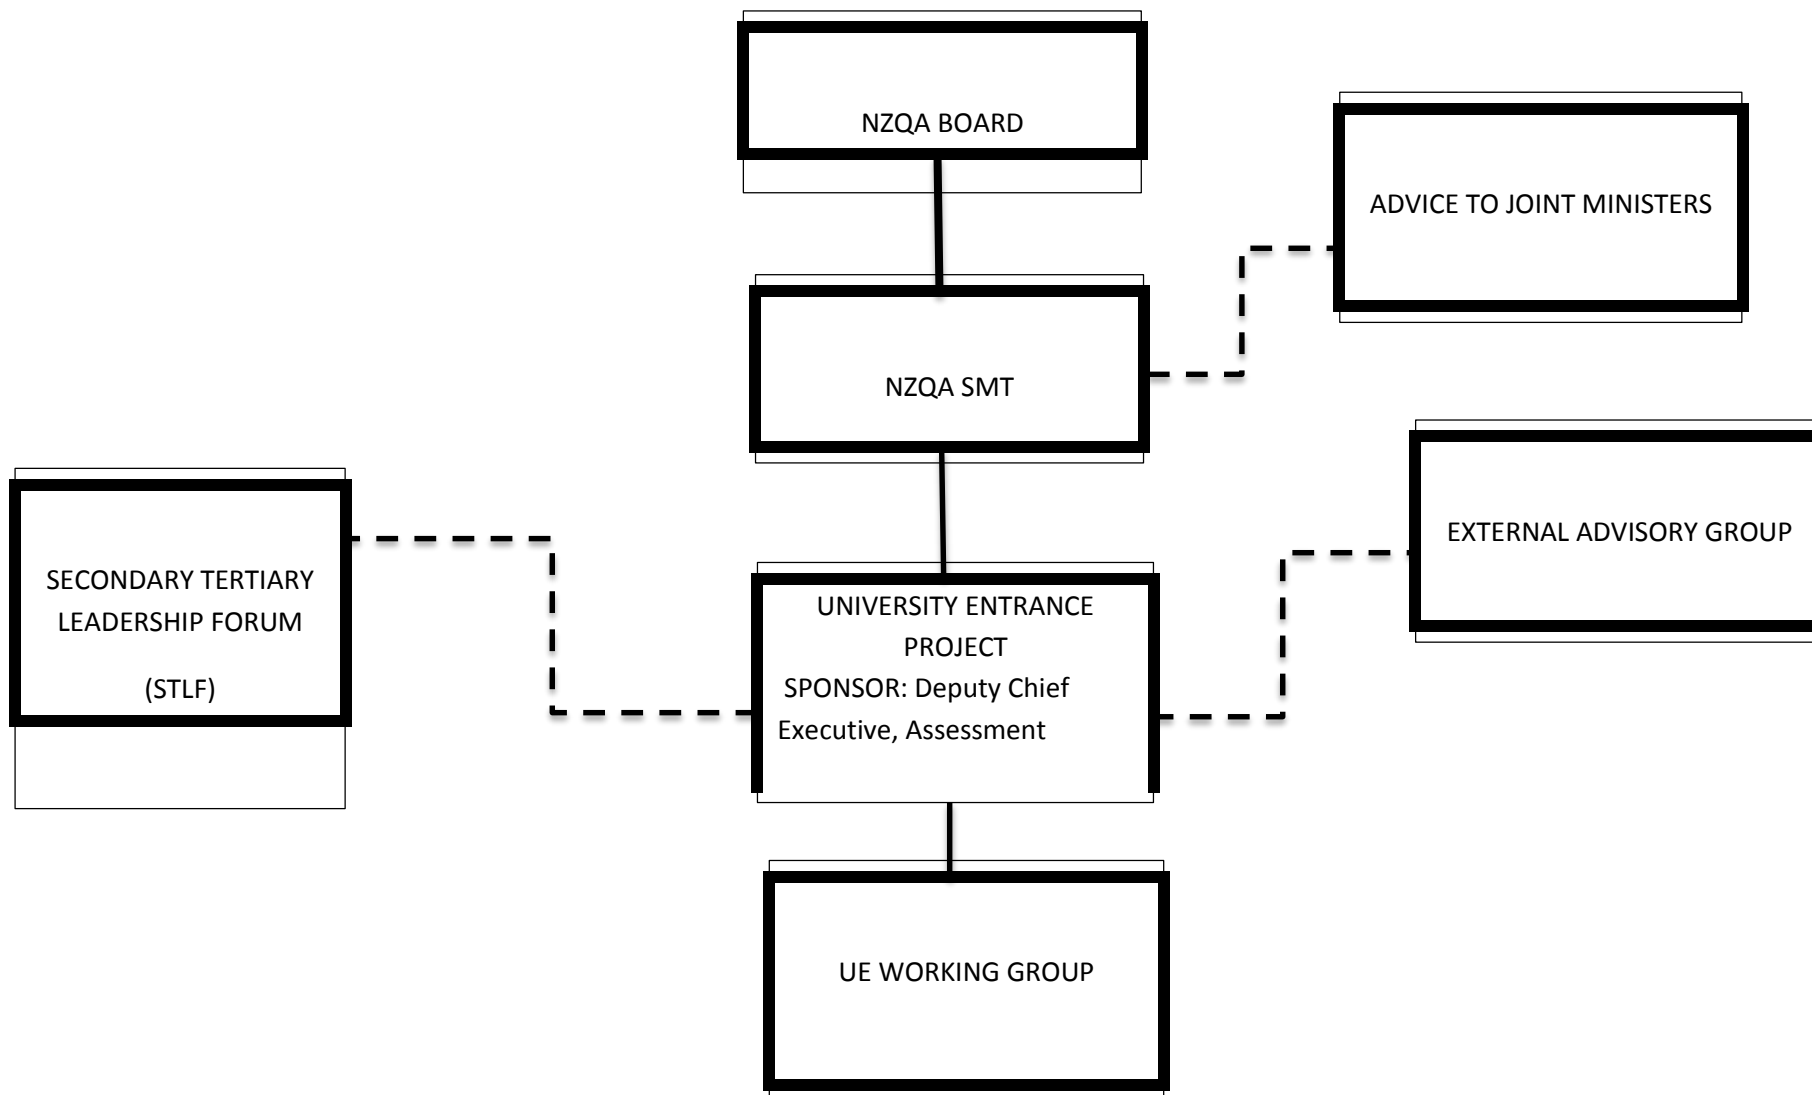 NZQA BOARD
ADVICE TO JOINT MINISTERS
NZQA SMT
EXTERNAL ADVISORY GROUP
SECONDARY TERTIARY
LEADERSHIP FORUM
(STLF)
UNIVERSITY ENTRANCE
PROJECT
SPONSOR: Deputy Chief
Executive, Assessment
UE WORKING GROUP